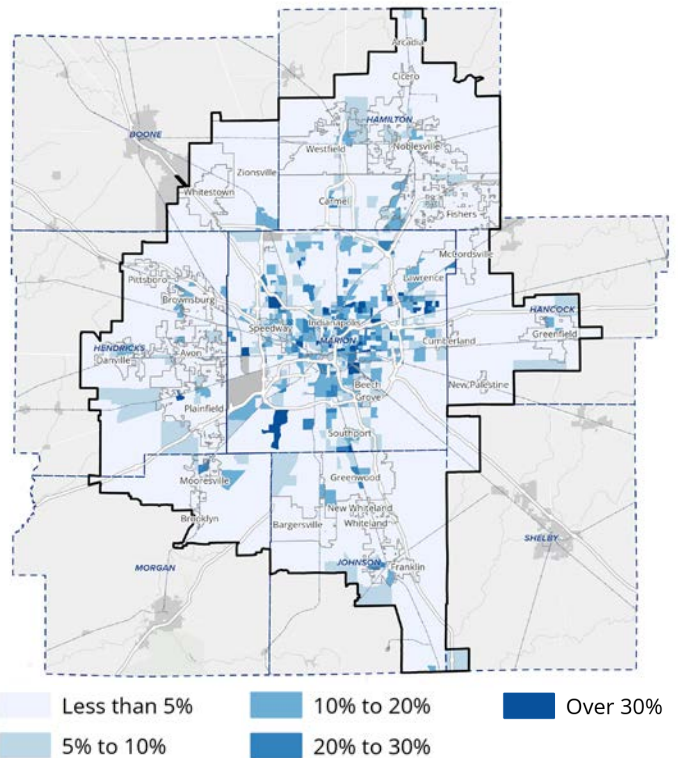 Arcadia
Cicero
HAMILTON
BOONE
Westfield
Noblesville
Zionsville
Whitestown
Carmel
Fishers
McCordsville
Pittsboro
Lawrence
Brownsburg
HANCOCK
Speedway
Indianapolis
Greenfield
MARION
Cumberland
HENDRICKS
Danville
Avon
Beech
Grove
New Palestine
Plainfield
Southport
Mooresville
Greenwood
New Whiteland
Brooklyn
Bargersville
Whiteland
SHELBY
MORGAN
JOHNSON
Franklin
Less than 5%
10% to 20%
Over 30%
5% to 10%
20% to 30%